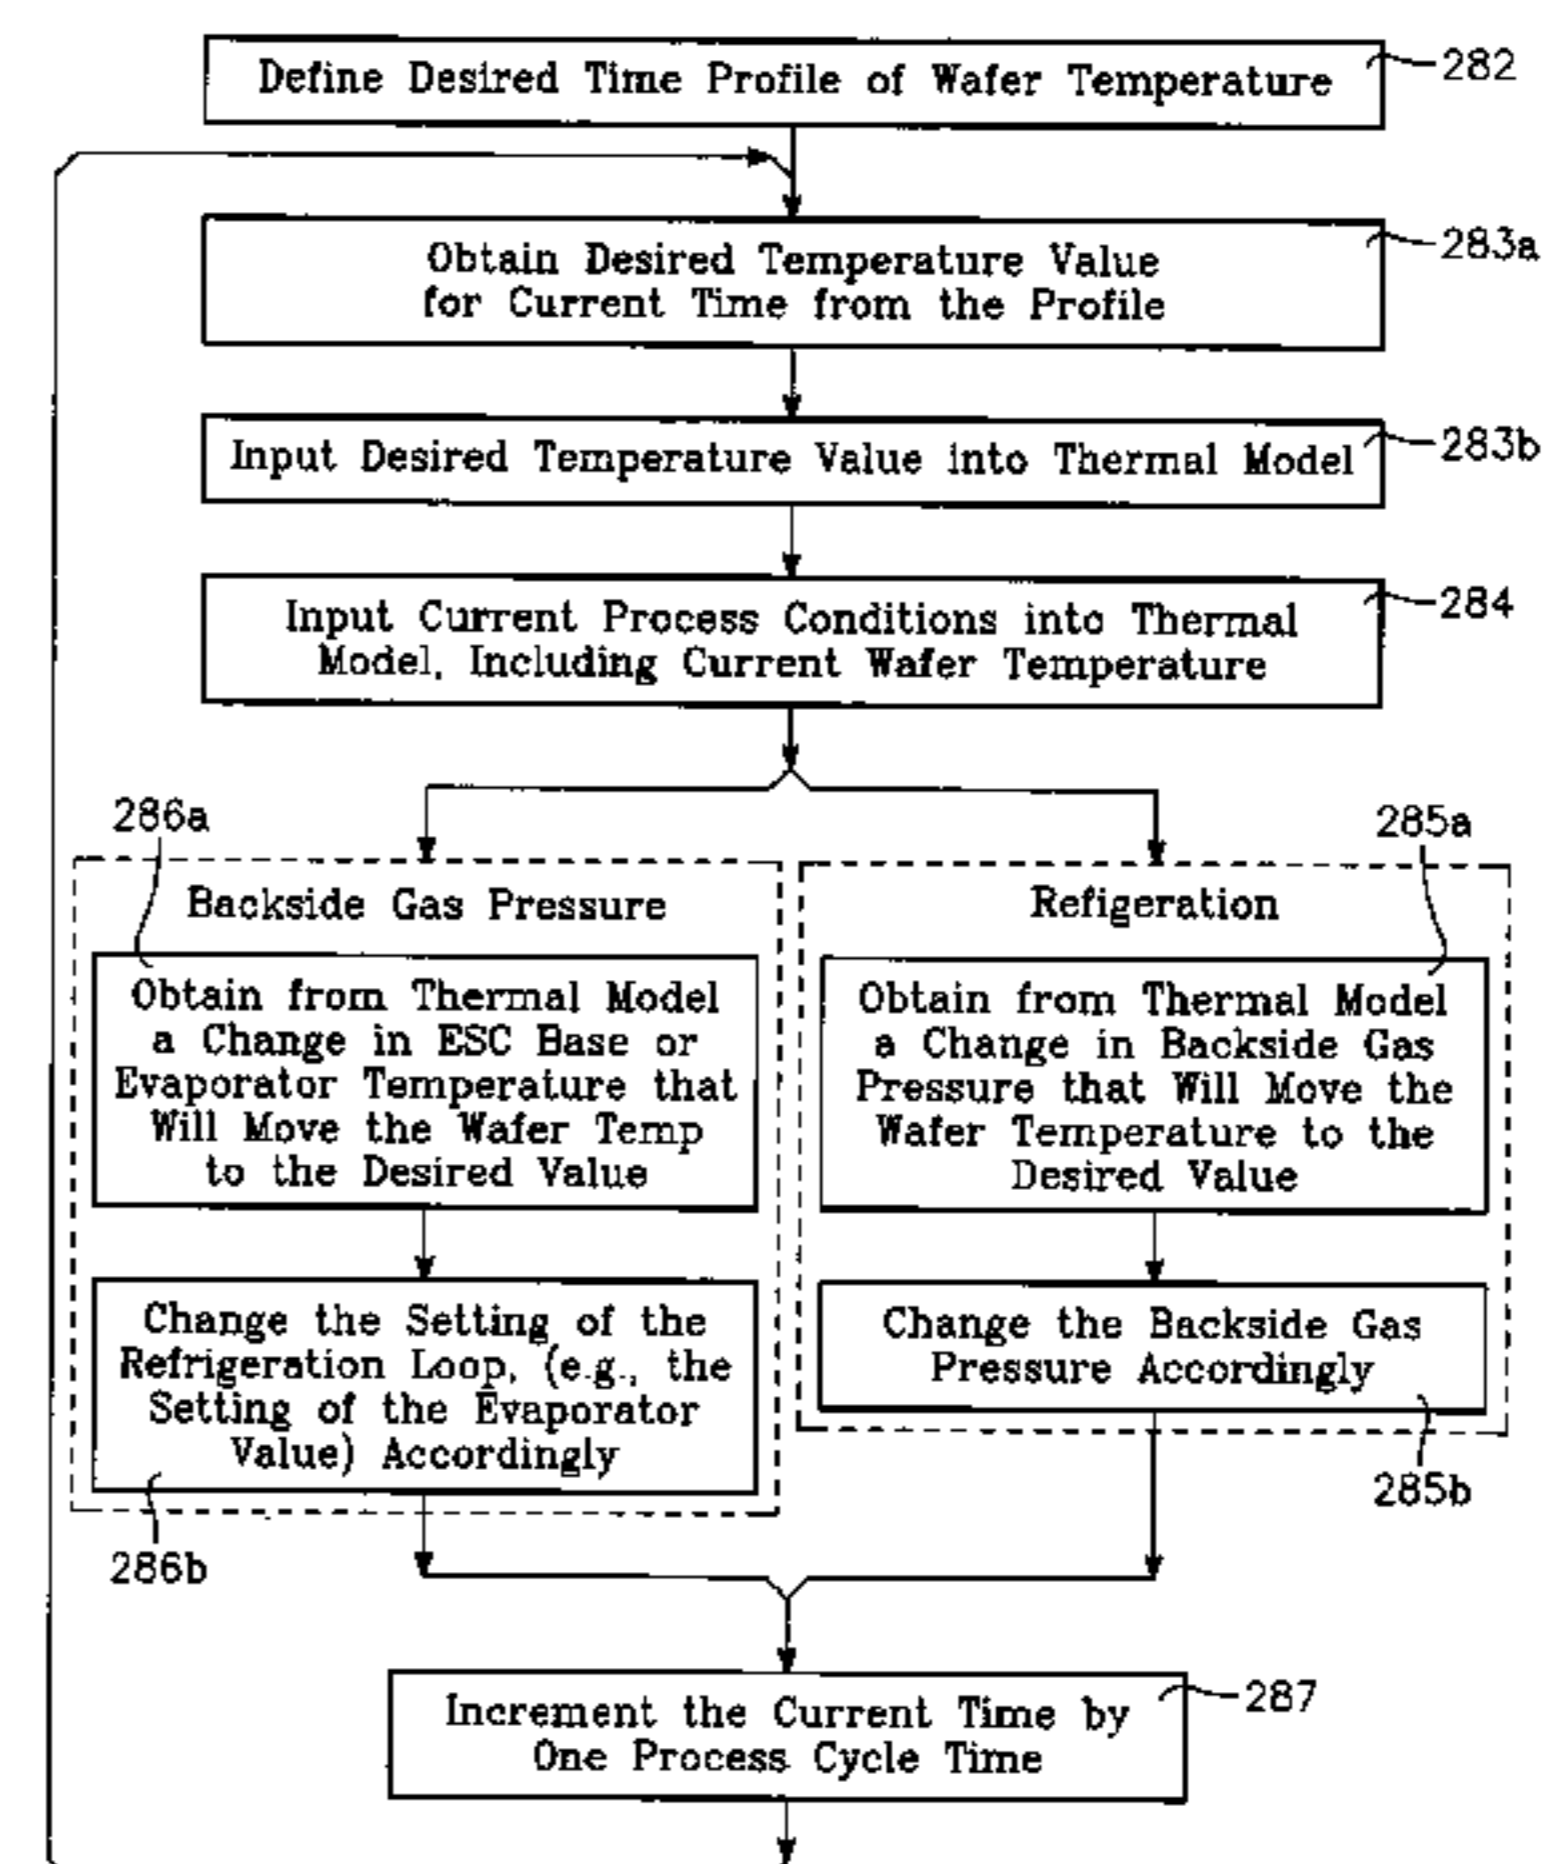 Define Desired Time Profile of Wafer Temperature
282
Obtain Desired Temperature Value
for Current Time from the Profile
283a
Input Desired Temperature Value into Thermal Model
283b
Input Current Process Conditions into Thermal
Model, Including Current Wafer Temperature
284
286a
Backside Gas Pressure
Obtain from Thermal Model
a Change in ESC Base or
Evaporator Temperature that
Will Move the Wafer Temp
to the Desired Value
Change the Setting of the
Refrigeration Loop, (e.g., the
Setting of the Evaporator
Value) Accordingly
286b
285a
Refigeration
Obtain from Thermal Model
a Change in Backside Gas
Pressure that Will Move the
Wafer Temperature to the
Desired Value
Change the Backside Gas
Pressure Accordingly
285b
Increment the Current Time by
One Process Cycle Time
287